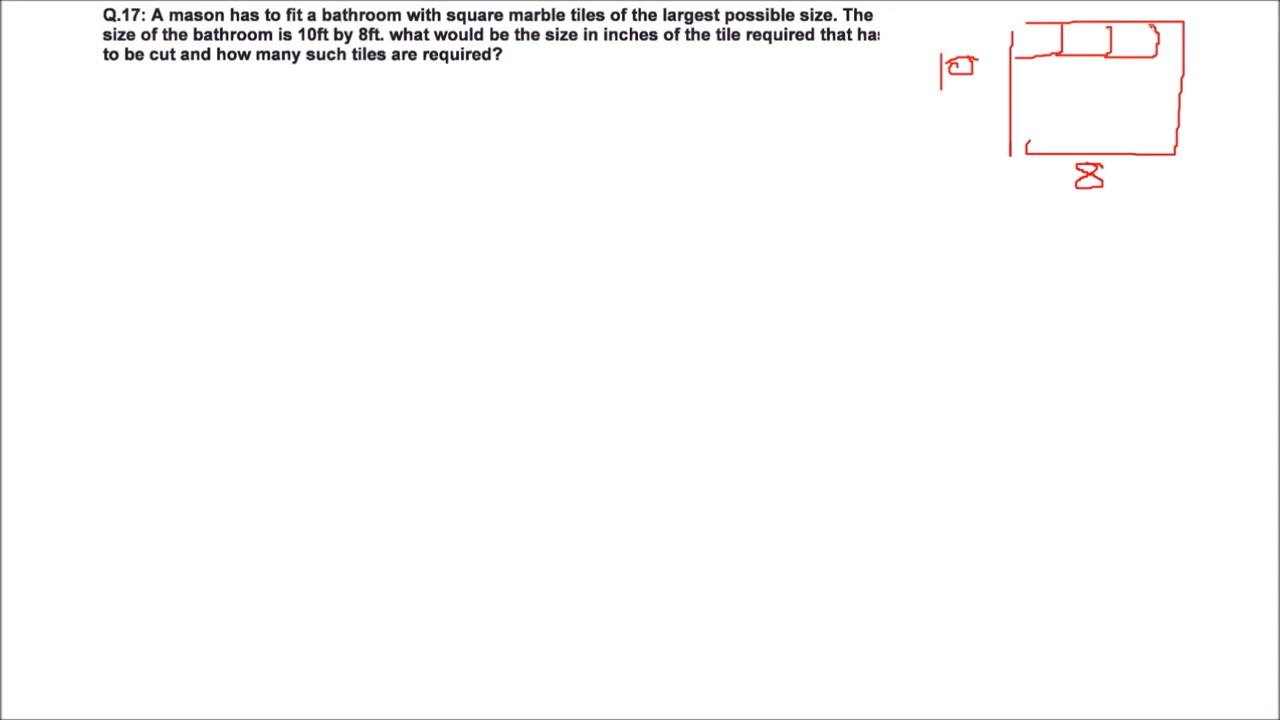 Q.17: A mason has to fit a bathroom with square marble tiles of the largest possible size. The
size of the bathroom is 10ft by 8ft. what would be the size in inches of the tile required that has
to be cut and how many such tiles are required?
10
8